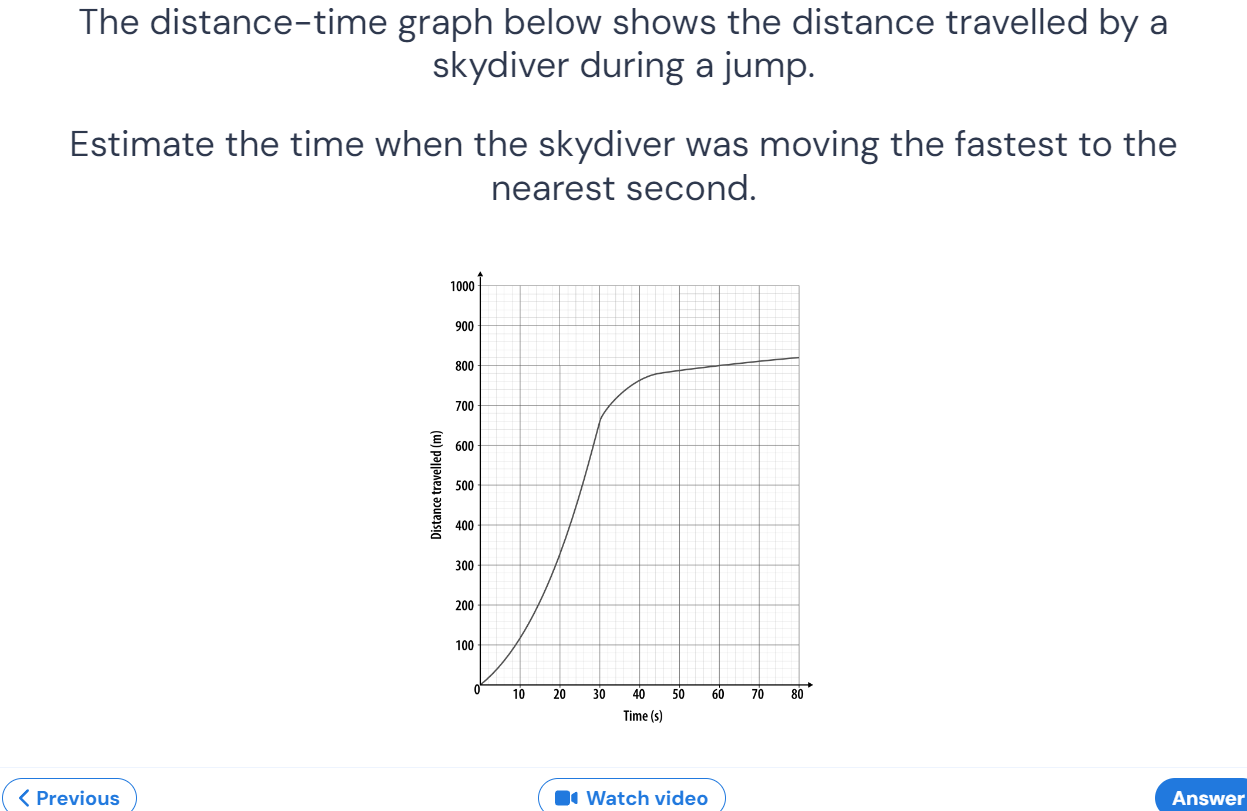 The distance-time graph below shows the distance travelled by a
skydiver during a jump.
Estimate the time when the skydiver was moving the fastest to the
nearest second.
1000
900
800
700
600
500
400
300
200
100
0
10 20 30 40 50 60 70 80
Distance travelled (m)
Time (s)
Previous
Watch video
Answer